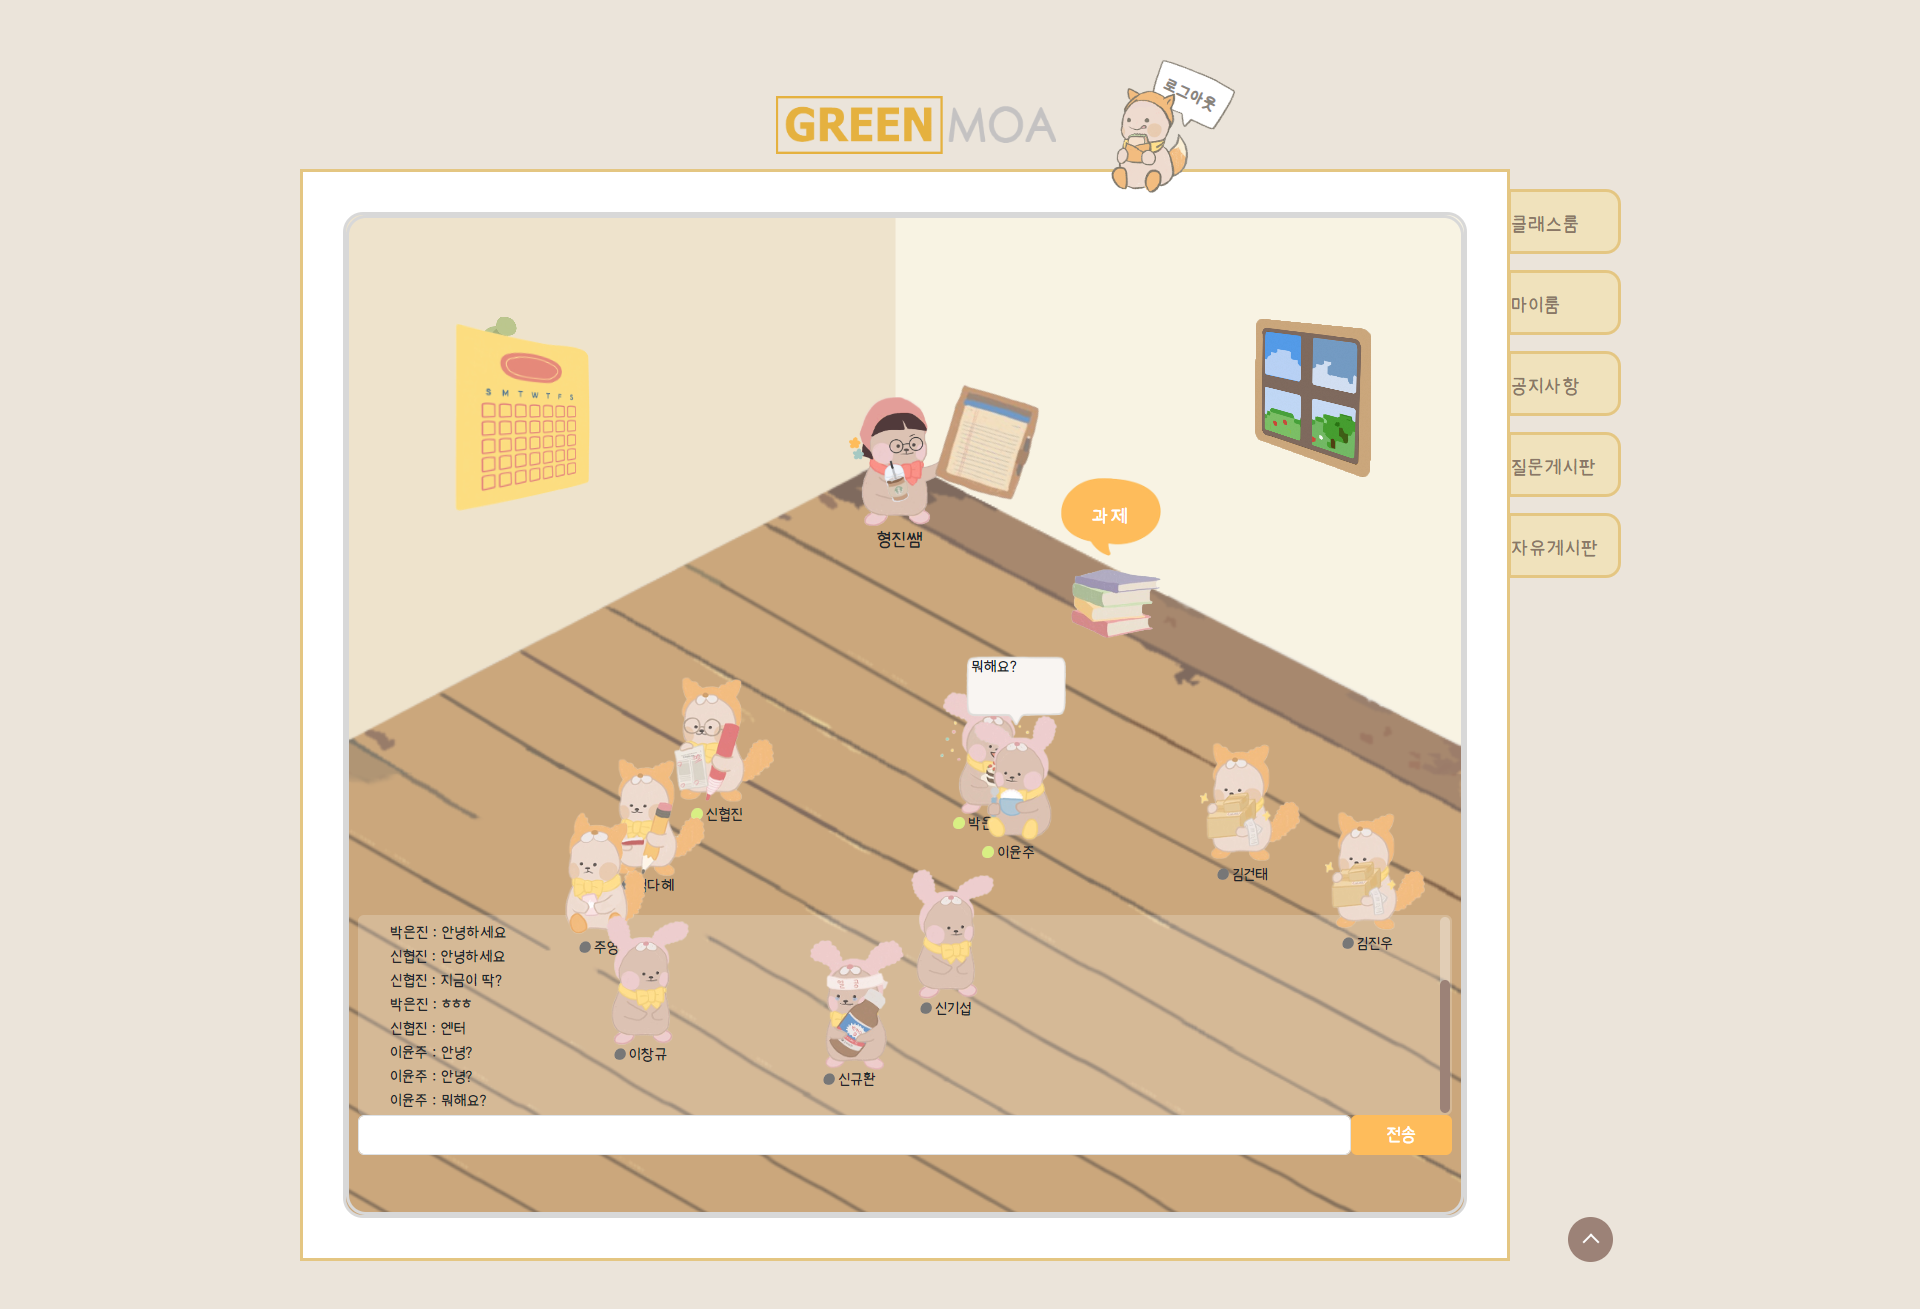 GREEN MOA
로그아웃
클래스룸
마이룸
공지사항
질문게시판
자유게시판
S M T W T F S
형진쌤
과제
뭐해요?
신협진
박은
이윤주
김건태
다혜
주영
김진우
신기섭
이창규
신규환
박은진 : 안녕하세요
신협진 : 안녕하세요
신협진 : 지금이 딱?
박은진 : ㅎㅎㅎ
신협진 : 엔터
이윤주 : 안녕?
이윤주 : 안녕?
이윤주 : 뭐해요?
전송